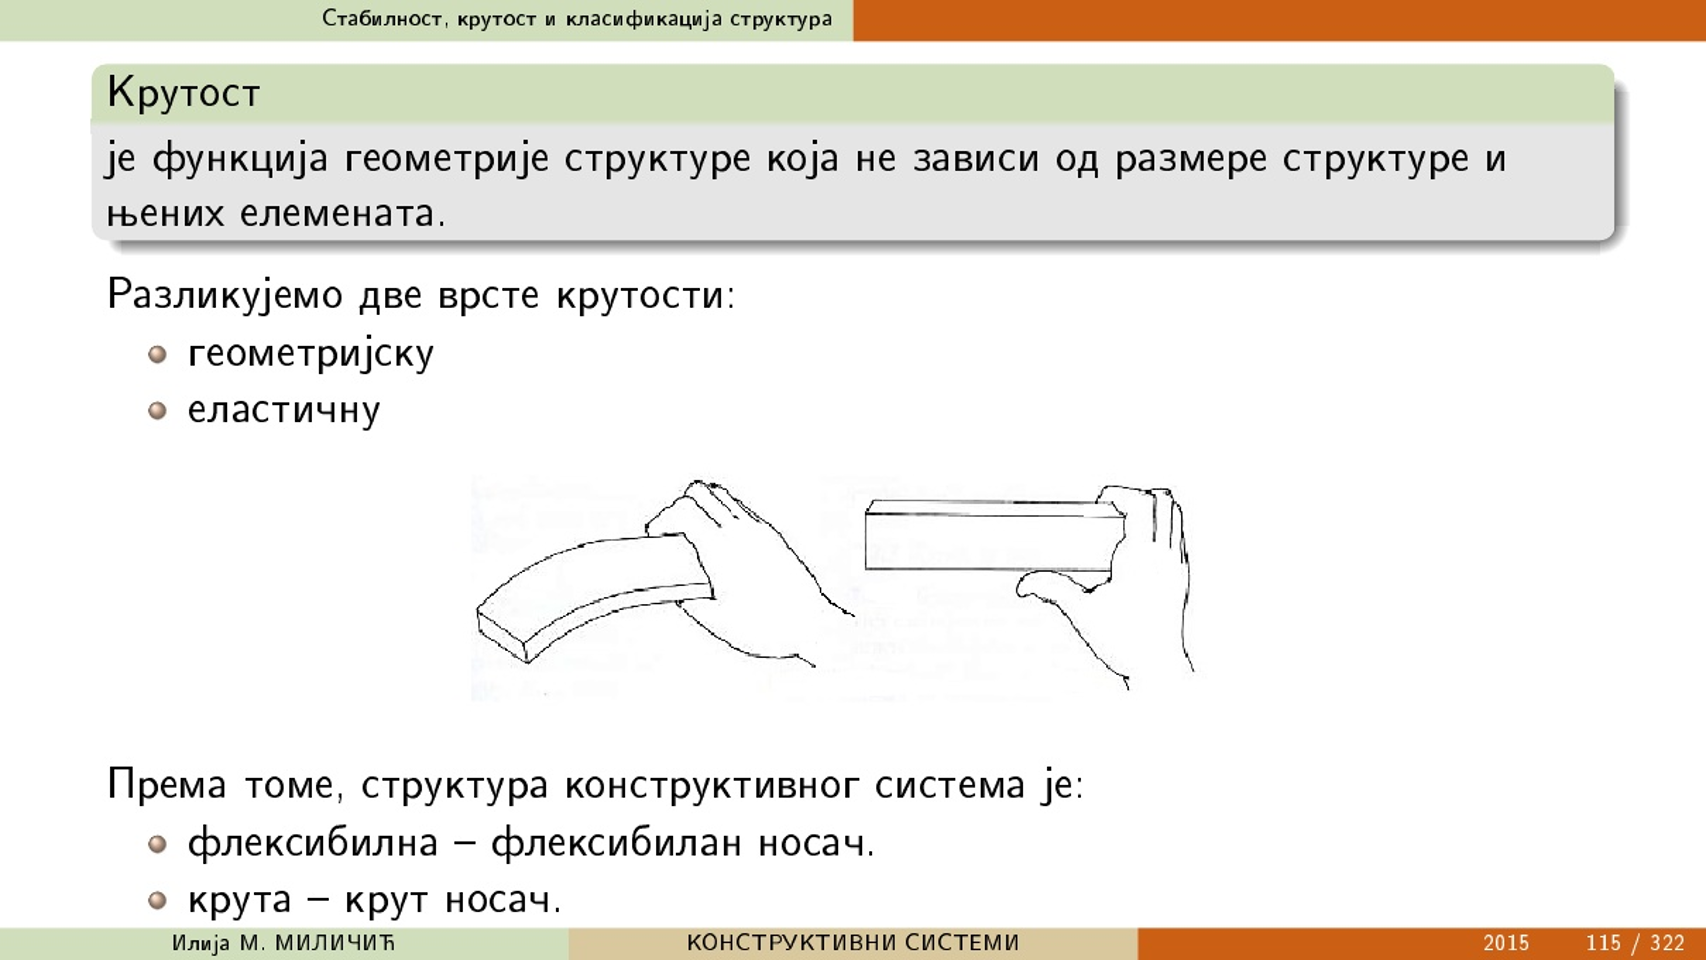 Стабилност, крутост и класификација структура
Крутост
је функција геометрије структуре која не зависи од размере структуре и
њених елемената.
Разликујемо две врсте крутости:
геометријску
еластичну
Према томе, структура конструктивног система је:
флексибилна – флексибилан носач.
крута – крут носач.
Илија М. МИЛИЧИЋ
КОНСТРУКТИВНИ СИСТЕМИ
2015
115 / 322